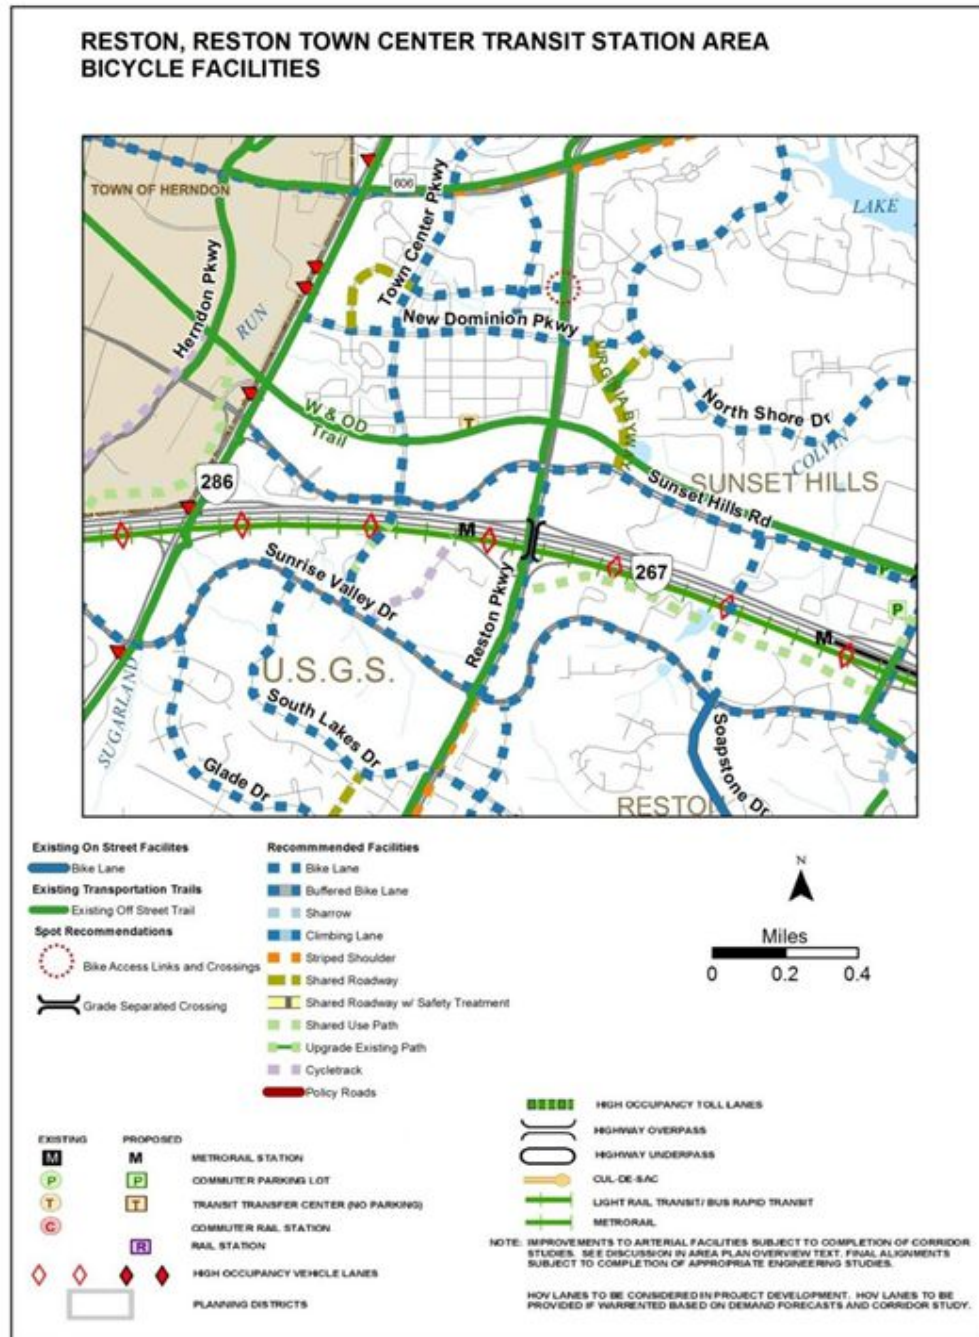 RESTON, RESTON TOWN CENTER TRANSIT STATION AREA
BICYCLE FACILITIES
TOWN OF HERNDON
606
LAKE
Town Center Pkwy
Herndon Pkwy
RUN
New Dominion Pkwy
VIRGINIA BYWAY
W & OD
Trail
T
North Shore Dr
COLVIN
286
SUNSET HILLS
Sunset Hills Rd
M
267
Sunrise Valley Dr
Reston Pkwy
P
M
U.S.G.S.
SUGARLAND
South Lakes Dr
Soapstone Dr
Glade Dr
RESTON
Existing On Street Facilites
Bike Lane
Existing Transportation Trails
Existing Off Street Trail
Spot Recommendations
Bike Access Links and Crossings
Grade Separated Crossing
Recommmended Facilities
Bike Lane
Buffered Bike Lane
Sharrow
Climbing Lane
Striped Shoulder
Shared Roadway
Shared Roadway w/ Safety Treatment
Shared Use Path
Upgrade Existing Path
Cycletrack
Policy Roads
N
Miles
0 0.2 0.4
EXISTING PROPOSED
M M METRORAIL STATION
P P COMMUTER PARKING LOT
T T TRANSIT TRANSFER CENTER (NO PARKING)
C COMMUTER RAIL STATION
R RAIL STATION
HIGH OCCUPANCY VEHICLE LANES
PLANNING DISTRICTS
HIGH OCCUPANCY TOLL LANES
HIGHWAY OVERPASS
HIGHWAY UNDERPASS
CUL-DE-SAC
LIGHT RAIL TRANSIT/ BUS RAPID TRANSIT
METRORAIL
NOTE: IMPROVEMENTS TO ARTERIAL FACILITIES SUBJECT TO COMPLETION OF CORRIDOR
STUDIES. SEE DISCUSSION IN AREA PLAN OVERVIEW TEXT. FINAL ALIGNMENTS
SUBJECT TO COMPLETION OF APPROPRIATE ENGINEERING STUDIES.
HOV LANES TO BE CONSIDERED IN PROJECT DEVELOPMENT. HOV LANES TO BE
PROVIDED IF WARRENTED BASED ON DEMAND FORECASTS AND CORRIDOR STUDY.